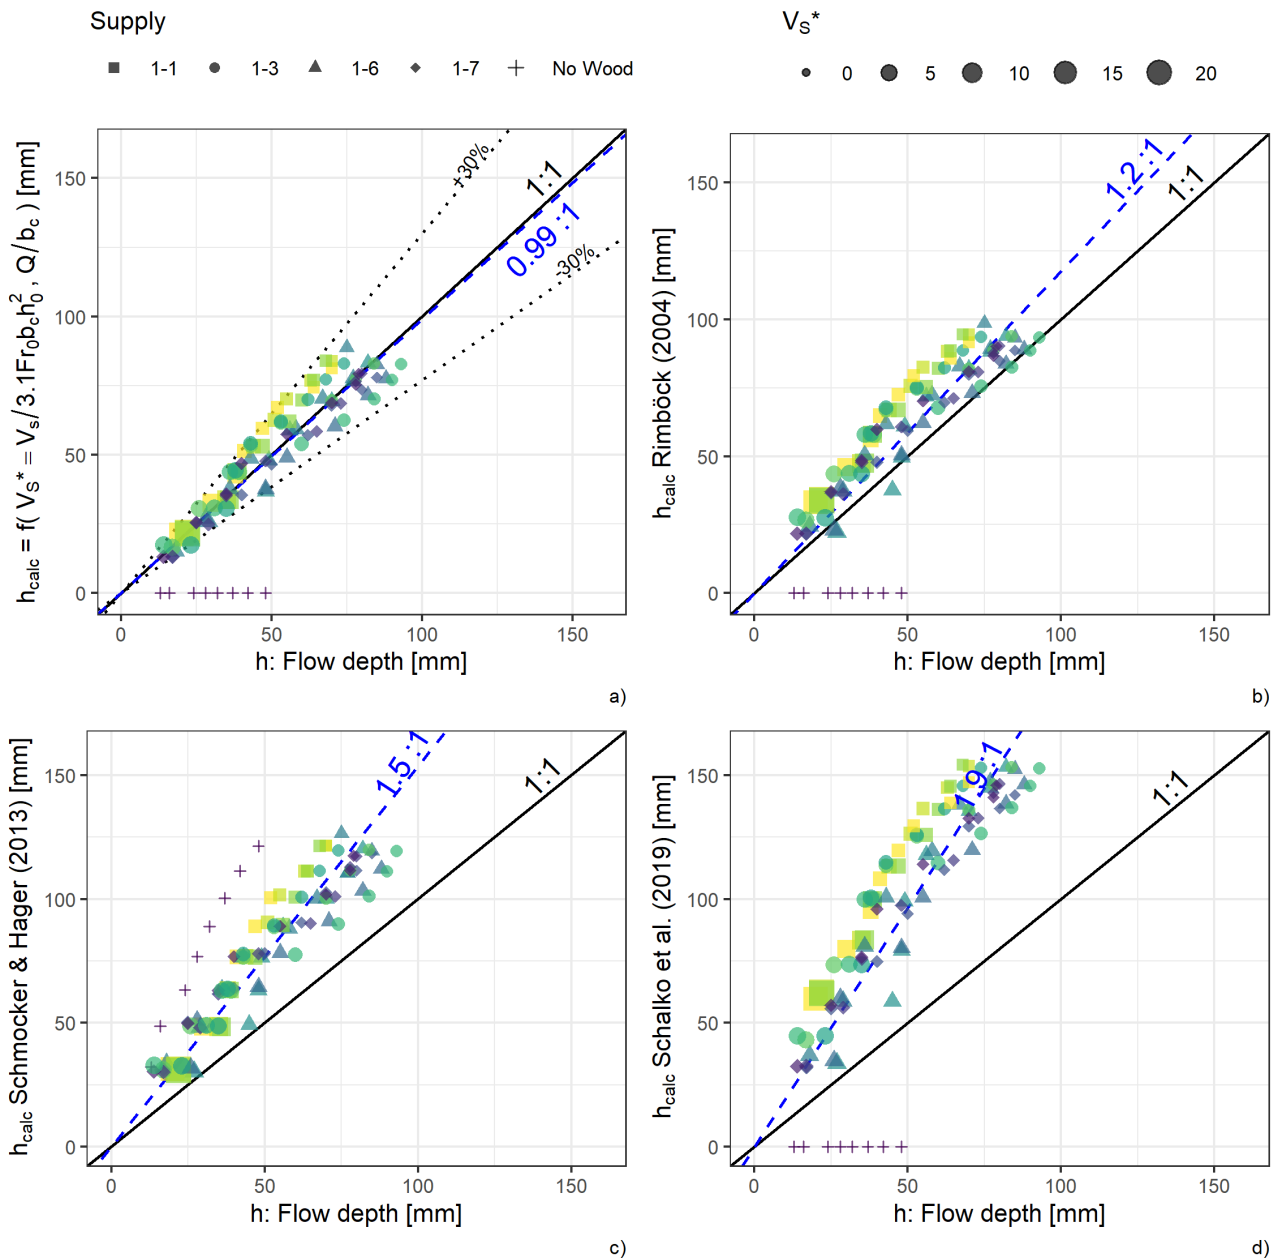 Supply
1-1 1-3 1-6 1-7 No Wood
V_S*
0 5 10 15 20
h_calc = f( V_S* = V_s/3.1Fr_0b_ch_0^2 , Q/b_c ) [mm]
150
100
50
0
+30%
1:1
0.99 :1
-30%
0 50 100 150
h: Flow depth [mm]
a)
h_calc Rimböck (2004) [mm]
150
100
50
0
1.2 :1
1:1
0 50 100 150
h: Flow depth [mm]
b)
h_calc Schmocker & Hager (2013) [mm]
150
100
50
0
1.5 :1
1:1
0 50 100 150
h: Flow depth [mm]
c)
h_calc Schalko et al. (2019) [mm]
150
100
50
0
1.9 :1
1:1
0 50 100 150
h: Flow depth [mm]
d)